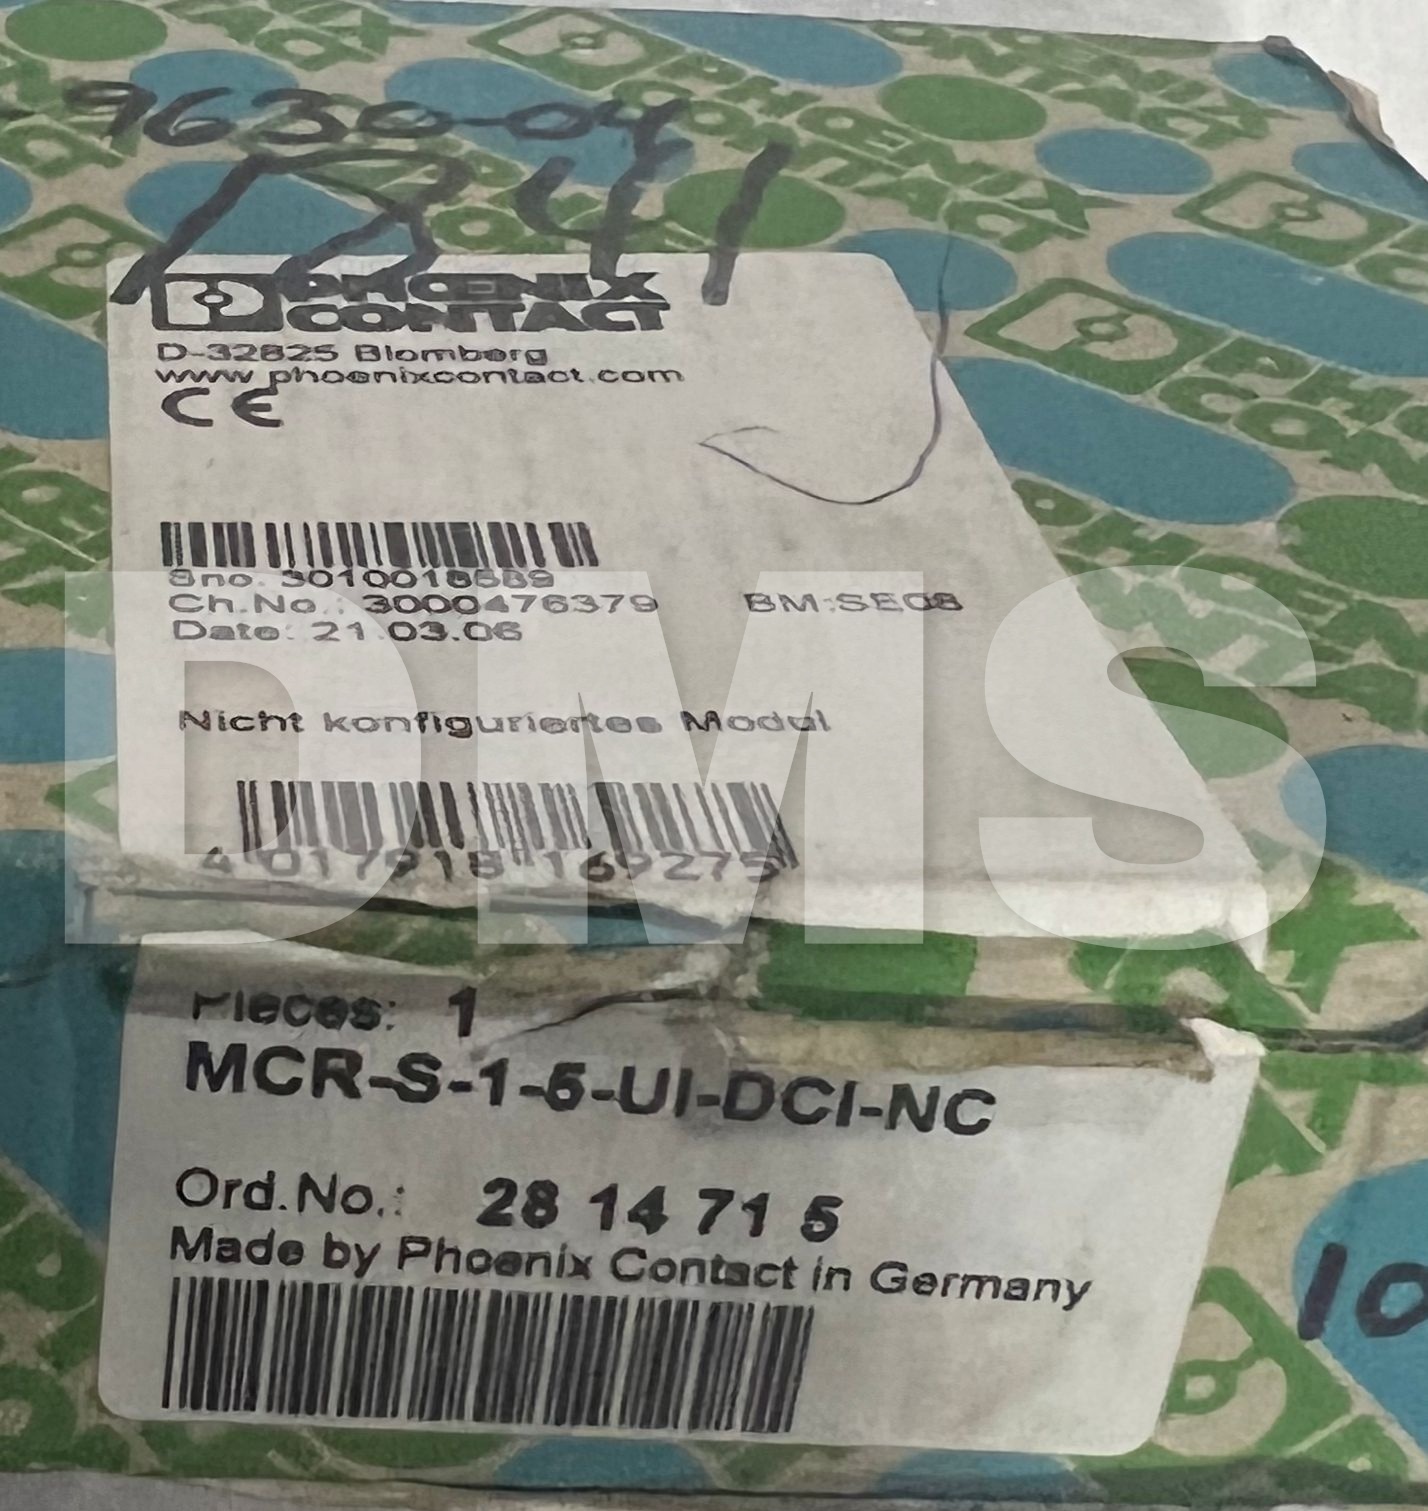 9630-04
1841
PHOENIX
CONTACT
D-32825 Blomberg
www.phoenixcontact.com
CE
Sno. 3010018689
Ch.No.: 3000476379 BM:SE08
Date: 21.03.06
DMS
Nicht konfiguriertes Modul
4 017918 169275
Pieces: 1
MCR-S-1-5-UI-DCI-NC
Ord.No.: 28 14 71 5
Made by Phoenix Contact in Germany
10